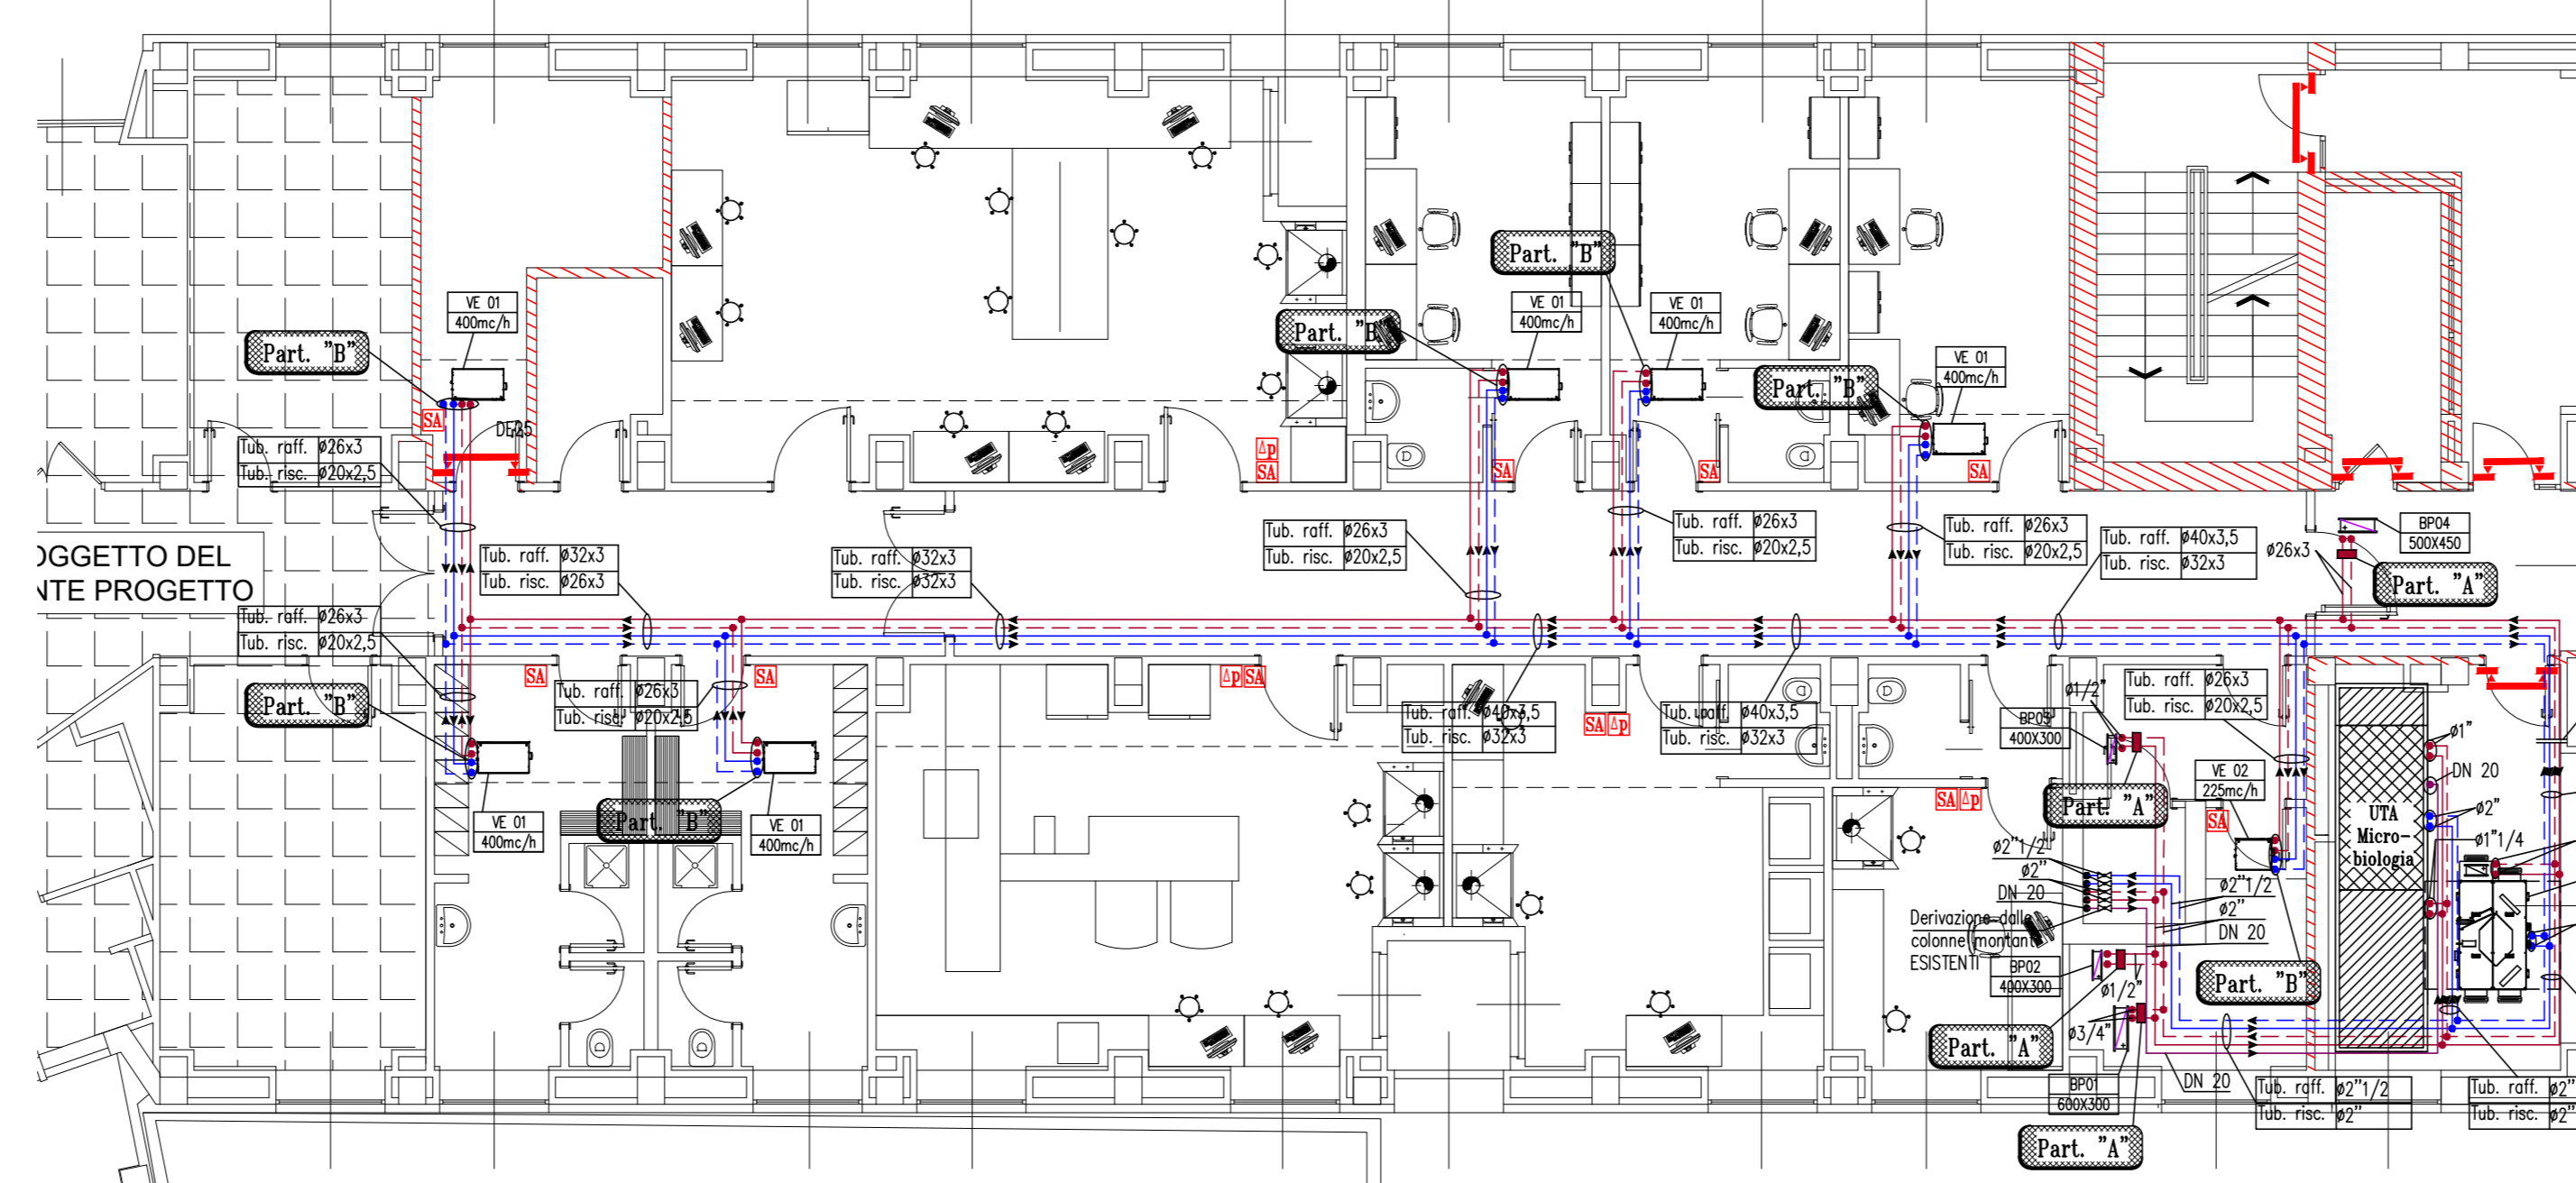 Part. "B"
VE 01
400mc/h
SA
DE25
Tub. raff. ø26x3
Tub. risc. ø20x2,5
OGGETTO DEL
NTE PROGETTO
Tub. raff. ø26x3
Tub. risc. ø20x2,5
Part. "B"
Tub. raff. ø32x3
Tub. risc. ø26x3
Tub. raff. ø32x3
Tub. risc. ø32x3
SA
Tub. raff. ø26x3
Tub. risc. ø20x2,5
SA
VE 01
400mc/h
Part. "B"
VE 01
400mc/h
Δp
SA
Δp SA
Part. "B"
Part. "B"
VE 01
400mc/h
VE 01
400mc/h
Part. "B"
VE 01
400mc/h
SA
SA
SA
Tub. raff. ø26x3
Tub. risc. ø20x2,5
Tub. raff. ø26x3
Tub. risc. ø20x2,5
Tub. raff. ø26x3
Tub. risc. ø20x2,5
Tub. raff. ø40x3,5
Tub. risc. ø32x3
ø26x3
BP04
500X450
Part. "A"
Tub. raff. ø40x3,5
Tub. risc. ø32x3
SA Δp
Tub. raff. ø40x3,5
Tub. risc. ø32x3
SA Δp
ø1/2"
BP03
400X300
Part. "A"
Tub. raff. ø26x3
Tub. risc. ø20x2,5
VE 02
225mc/h
SA
UTA
Micro-
biologia
ø1"
DN 20
ø2"
ø1"1/4
ø2"1/2
ø2"
DN 20
Derivazione dalle
colonne montanti
ESISTENTI
ø2"1/2
ø2"
DN 20
BP02
400X300
ø1/2"
ø3/4"
Part. "A"
Part. "B"
BP01
600X300
DN 20
Part. "A"
Tub. raff. ø2"1/2
Tub. risc. ø2"
Tub. raff. ø2"
Tub. risc. ø2"